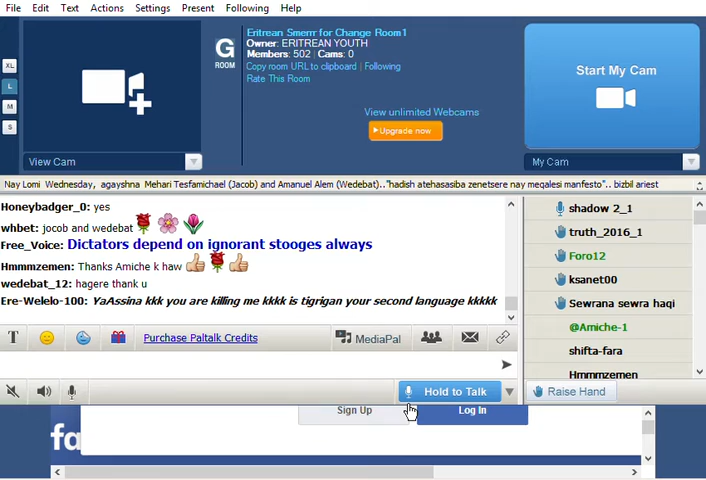 File Edit Text Actions Settings Present Following Help
XL
L
M
S
View Cam
G
ROOM
Eritrean Smerrr for Change Room1
Owner: ERITREAN YOUTH
Members: 502 | Cams: 0
Copy room URL to clipboard | Following
Rate This Room
View unlimited Webcams
Upgrade now
Start My Cam
My Cam
Nay Lomi Wednesday, agayshna Mehari Tesfamichael (Jacob) and Amanuel Alem (Wedebat).."hadish atehasasiba zenetsere nay meqalesi manfesto".. bizbil ariest
Honeybadger_0: yes
whbet: jocob and wedebat
Free_Voice: Dictators depend on ignorant stooges always
Hmmmzemen: Thanks Amiche k haw
wedebat_12: hagere thank u
Ere-Welelo-100: YaAssina kkk you are killing me kkkk is tigrigan your second language kkkkk
shadow 2_1
truth_2016_1
Foro12
ksanet00
Sewrana sewra haqi
@Amiche-1
shifta-fara
Hmmmzemen
T
Purchase Paltalk Credits
MediaPal
Hold to Talk
Raise Hand
fa
Sign Up
Log In